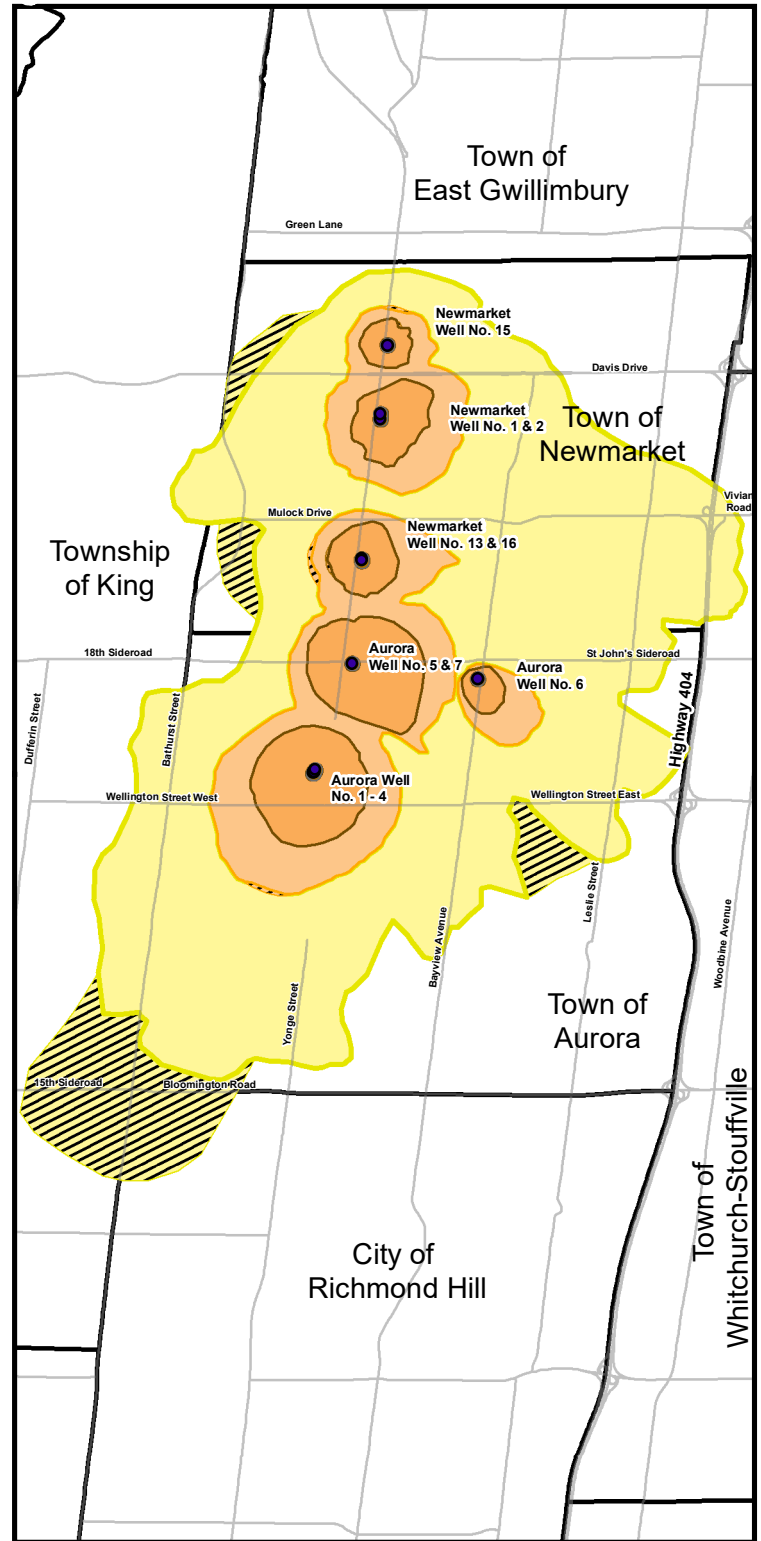 Town of
East Gwillimbury
Green Lane
Newmarket
Well No. 15
Davis Drive
Newmarket
Well No. 1 & 2
Town of
Newmarket
Vivian
Road
Mulock Drive
Newmarket
Well No. 13 & 16
Township
of King
18th Sideroad
Aurora
Well No. 5 & 7
St John's Sideroad
Aurora
Well No. 6
Dufferin Street
Bathurst Street
Highway 404
Wellington Street West
Aurora Well
No. 1 - 4
Wellington Street East
Leslie Street
Bayview Avenue
Woodbine Avenue
Yonge Street
Town of
Aurora
15th Sideroad
Bloomington Road
Town of
Whitchurch-Stouffville
City of
Richmond Hill